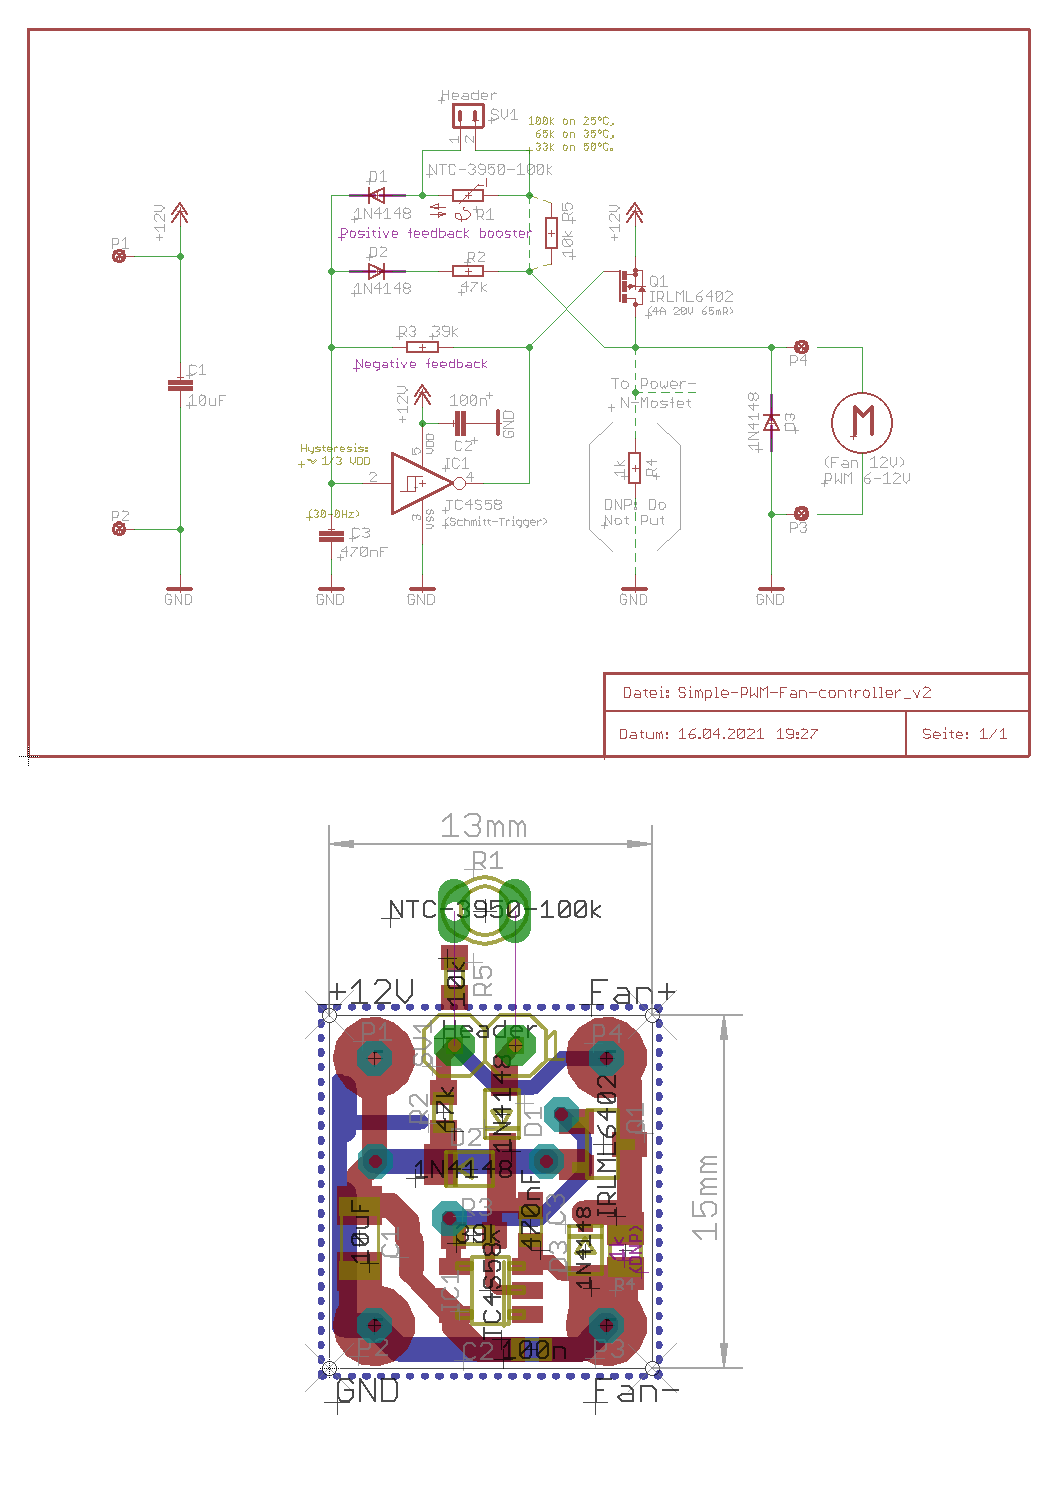 Header
SV1
1
2
100k on 25°C,
65k on 35°C,
33k on 50°C.
NTC-3950-100k
D1
1N4148
R1
R5
10k
+12V
+12V
P1
Positive feedback booster
D2
1N4148
R2
47k
Q1
IRLML6402
(4A 20V 65mR)
R3
39k
Negative feedback
P4
C1
10uF
+12V
100n
C2
GND
To Power-
N-Mosfet
1N4148
D3
M
(Fan 12V)
PWM 6-12V
Hysteresis:
~ 1/3 VDD
5
VDD
IC1
2
4
1k
R4
TC4S58
(Schmitt-Trigger)
3
VSS
(30-0Hz)
DNP: Do
Not Put
P2
P3
C3
470nF
GND
GND
GND
GND
GND
Datei: Simple-PWM-Fan-controller_v2
Datum: 16.04.2021 19:27
Seite: 1/1
13mm
R1
NTC-3950-100k
10k
R5
+12V
Fan+
P1
SV1
Header
P4
R2
47k
1N4148
D1
IRLML6402
Q1
D2
1N4148
15mm
10uF
C1
R3
39k
470nF
C3
D3
1N4148
1k
(DNP)
R4
IC1
TC4S58
P2
C2
100n
P3
GND
Fan-